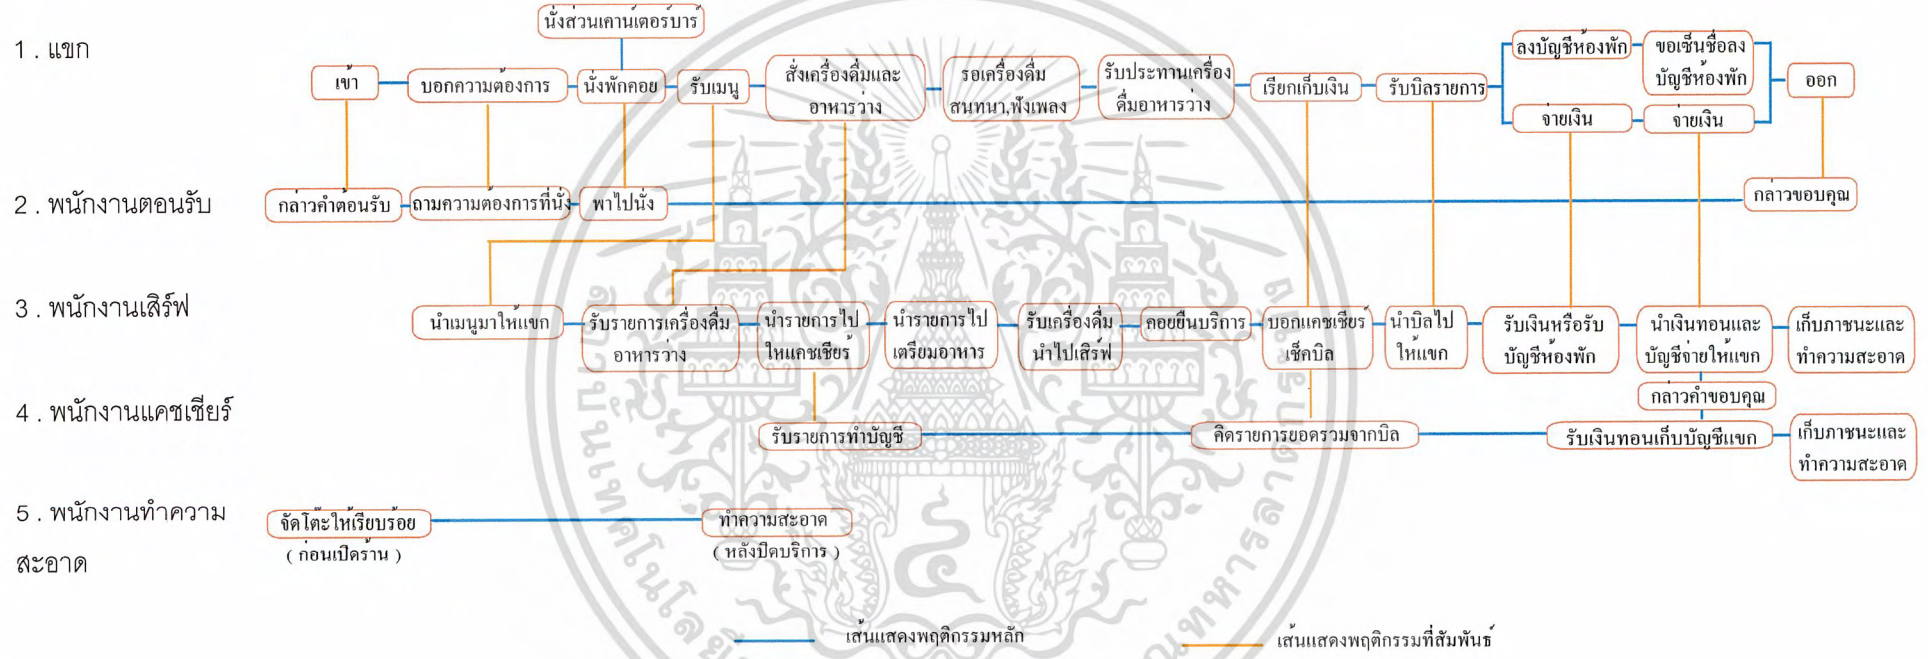 นั่งส่วนเคาน์เตอร์บาร์
1 . แขก
เข้า
บอกความต้องการ
นั่งพักคอย
รับเมนู
สั่งเครื่องดื่มและ
อาหารว่าง
รอเครื่องดื่ม
สนทนา,ฟังเพลง
รับประทานเครื่อง
ดื่มอาหารว่าง
เรียกเก็บเงิน
รับบิลรายการ
ลงบัญชีห้องพัก
ขอเซ็นชื่อลง
บัญชีห้องพัก
จ่ายเงิน
จ่ายเงิน
ออก
2 . พนักงานตอนรับ
กล่าวคำตอนรับ
ถามความต้องการที่นั่ง
พาไปนั่ง
กล่าวขอบคุณ
3 . พนักงานเสิร์ฟ
นำเมนูมาให้แขก
รับรายการเครื่องดื่ม
อาหารว่าง
นำรายการไป
ให้แคชเชียร์
นำรายการไป
เตรียมอาหาร
รับเครื่องดื่ม
นำไปเสิร์ฟ
คอยยืนบริการ
บอกแคชเชียร์
เช็คบิล
นำบิลไป
ให้แขก
รับเงินหรือรับ
บัญชีห้องพัก
นำเงินทอนและ
บัญชีจ่ายให้แขก
เก็บภาชนะและ
ทำความสะอาด
4 . พนักงานแคชเชียร์
กล่าวคำขอบคุณ
รับรายการทำบัญชี
คิดรายการยอดรวมจากบิล
รับเงินทอนเก็บบัญชีแขก
เก็บภาชนะและ
ทำความสะอาด
5 . พนักงานทำความ
สะอาด
จัดโต๊ะให้เรียบร้อย
( ก่อนเปิดร้าน )
ทำความสะอาด
( หลังปิดบริการ )
เส้นแสดงพฤติกรรมหลัก
เส้นแสดงพฤติกรรมที่สัมพันธ์